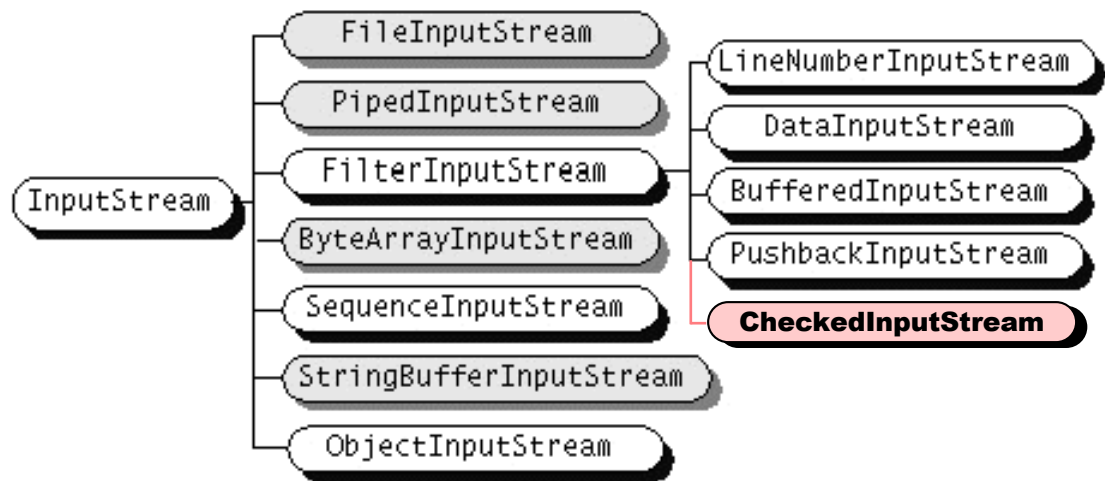 InputStream
FileInputStream
PipedInputStream
FilterInputStream
ByteArrayInputStream
SequenceInputStream
StringBufferInputStream
ObjectInputStream
LineNumberInputStream
DataInputStream
BufferedInputStream
PushbackInputStream
CheckedInputStream